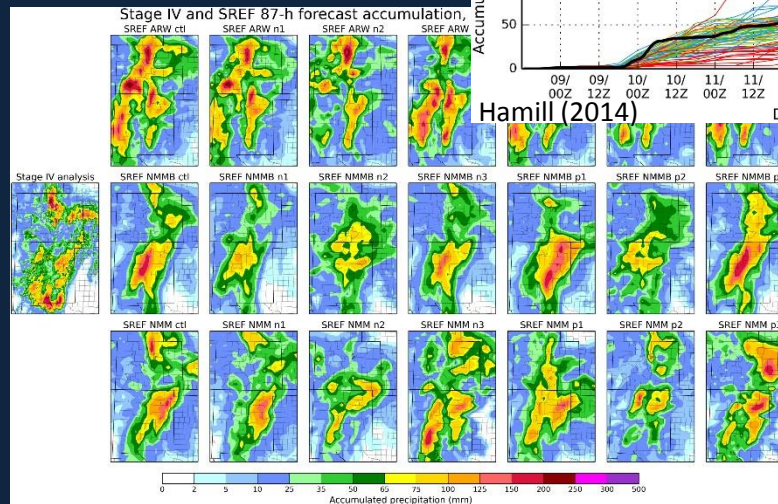 Stage IV and SREF 87-h forecast accumulation,
SREF ARW ctl SREF ARW n1 SREF ARW n2 SREF ARW
50
0
09/ 09/ 10/ 10/ 11/ 11/
00Z 12Z 00Z 12Z 00Z 12Z
Hamill (2014)
Stage IV analysis SREF NMMB ctl SREF NMMB n1 SREF NMMB n2 SREF NMMB n3 SREF NMMB p1 SREF NMMB p2 SREF NMMB
SREF NMM ctl SREF NMM n1 SREF NMM n2 SREF NMM n3 SREF NMM p1 SREF NMM p2 SREF NMM
0 2 5 10 25 35 50 65 75 100 125 150 200 250 300 500
Accumulated precipitation (mm)